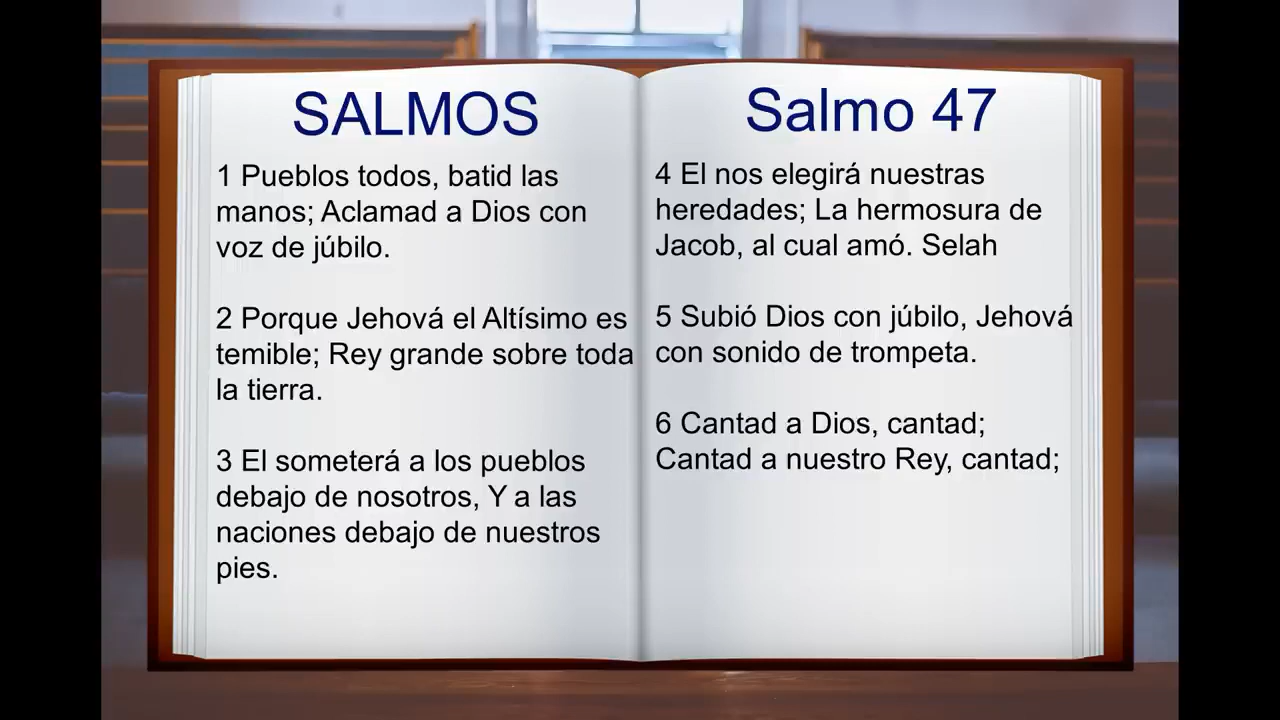 SALMOS
1 Pueblos todos, batid las
manos; Aclamad a Dios con
voz de júbilo.
2 Porque Jehová el Altísimo es
temible; Rey grande sobre toda
la tierra.
3 El someterá a los pueblos
debajo de nosotros, Y a las
naciones debajo de nuestros
pies.
Salmo 47
4 El nos elegirá nuestras
heredades; La hermosura de
Jacob, al cual amó. Selah
5 Subió Dios con júbilo, Jehová
con sonido de trompeta.
6 Cantad a Dios, cantad;
Cantad a nuestro Rey, cantad;